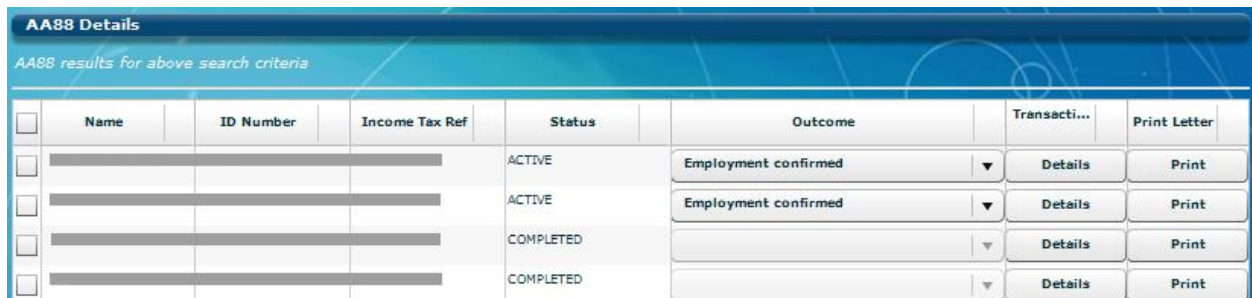 AA88 Details
AA88 results for above search criteria
Name ID Number Income Tax Ref Status Outcome Transacti... Print Letter
ACTIVE Employment confirmed Details Print
ACTIVE Employment confirmed Details Print
COMPLETED Details Print
COMPLETED Details Print